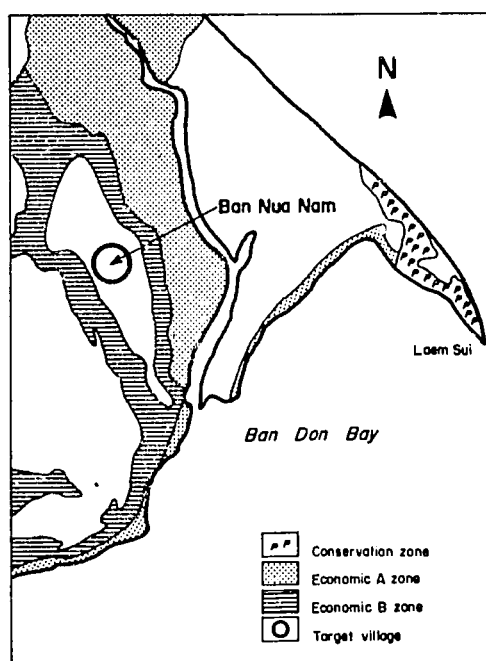 N
Ban Nua Nam
Laem Sui
Ban Don Bay
Conservation zone
Economic A zone
Economic B zone
Target village